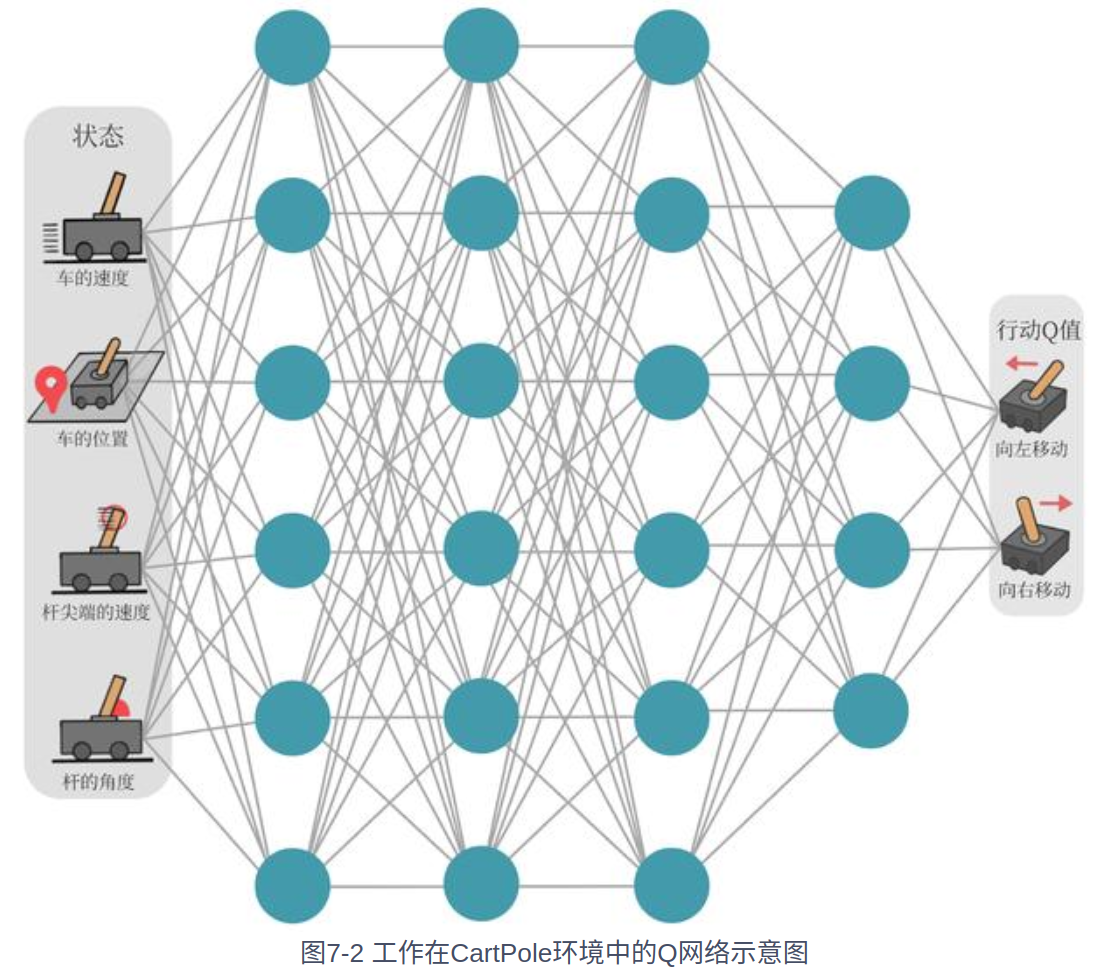 状态
车的速度
车的位置
杆尖端的速度
杆的角度
行动Q值
向左移动
向右移动
图7-2 工作在CartPole环境中的Q网络示意图